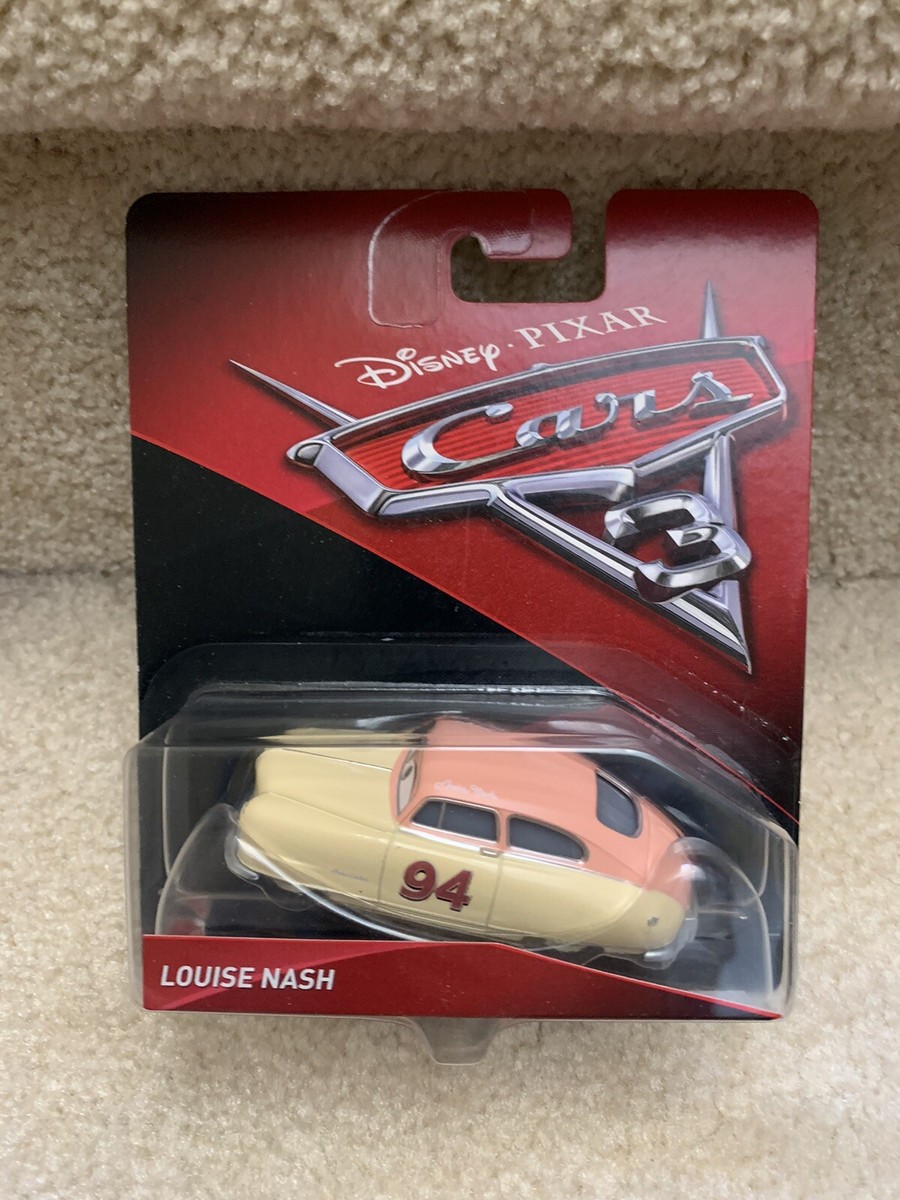 Disney · PIXAR
Cars
3
94
LOUISE NASH